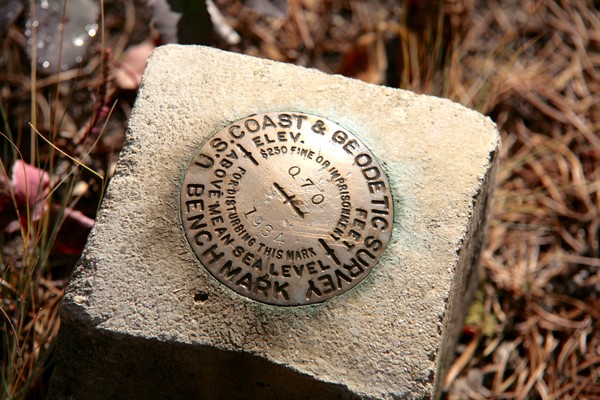 U.S. COAST & GEODETIC SURVEY
BENCH MARK
ELEV.
FEET
ABOVE MEAN SEA LEVEL
$250 FINE OR IMPRISONMENT
FOR DISTURBING THIS MARK
Q 70
1934